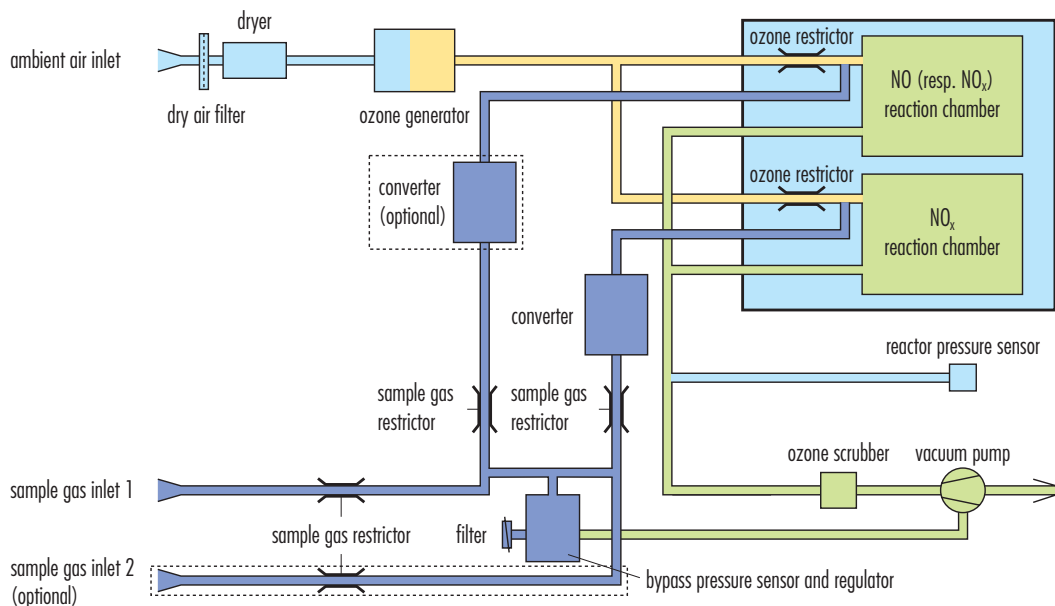 dryer
ambient air inlet
dry air filter
ozone generator
ozone restrictor
NO (resp. NOₓ)
reaction chamber
converter
(optional)
ozone restrictor
NOₓ
reaction chamber
converter
reactor pressure sensor
sample gas
restrictor
sample gas
restrictor
ozone scrubber
vacuum pump
sample gas inlet 1
sample gas restrictor
filter
sample gas inlet 2
(optional)
bypass pressure sensor and regulator